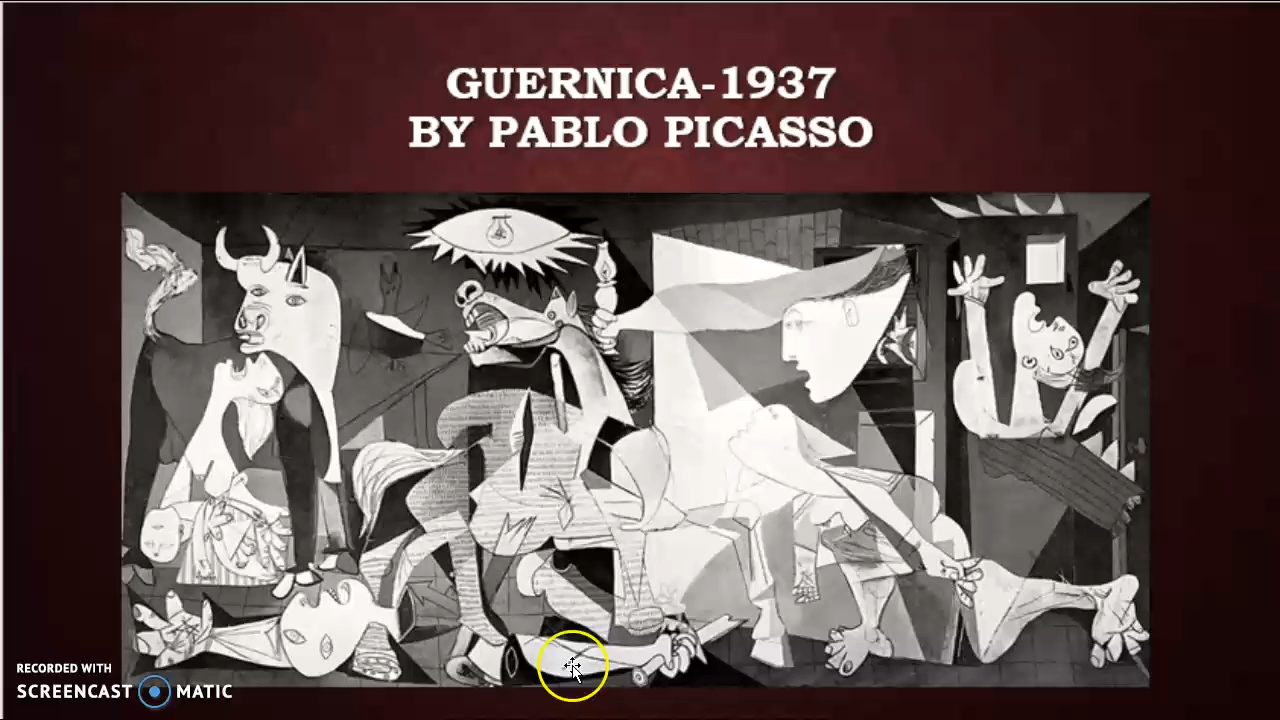 GUERNICA-1937
BY PABLO PICASSO
RECORDED WITH
SCREENCAST MATIC